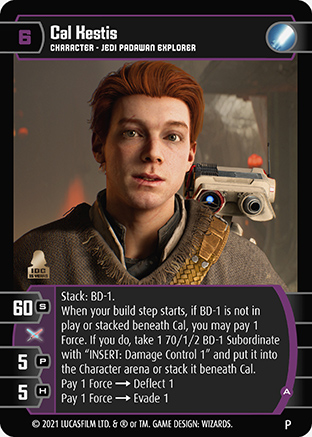 6
Cal Kestis
CHARACTER - JEDI PADAWAN EXPLORER
100
IS YOURS
60 S
5 P
5 H
Stack: BD-1.
When your build step starts, if BD-1 is not in
play or stacked beneath Cal, you may pay 1
Force. If you do, take 1 70/1/2 BD-1 Subordinate
with “INSERT: Damage Control 1” and put it into
the Character arena or stack it beneath Cal.
Pay 1 Force → Deflect 1
Pay 1 Force → Evade 1
A
© 2021 LUCASFILM LTD. & ® or TM. GAME DESIGN: WIZARDS.
P